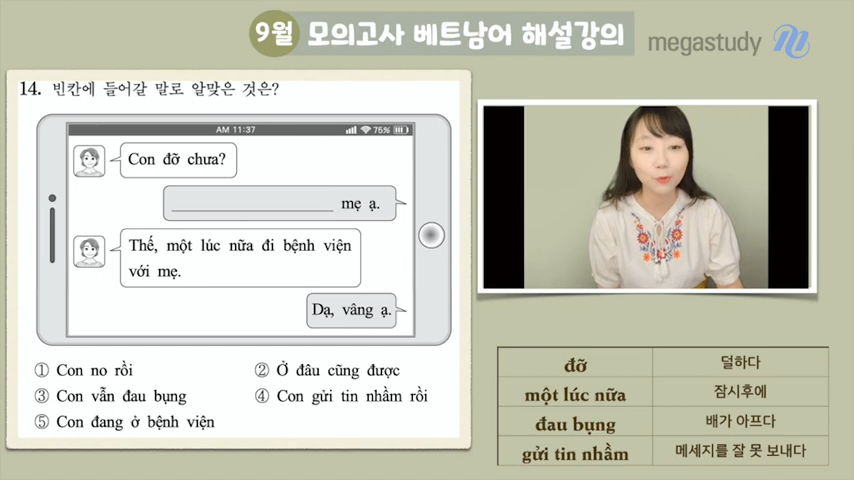 9월 모의고사 베트남어 해설강의
megastudy
14. 빈칸에 들어갈 말로 알맞은 것은?
AM 11:37
75%
Con đỡ chưa?
________________ mẹ ạ.
Thế, một lúc nữa đi bệnh viện
với mẹ.
Dạ, vâng ạ.
① Con no rồi
② Ở đâu cũng được
③ Con vẫn đau bụng
④ Con gửi tin nhầm rồi
⑤ Con đang ở bệnh viện
đỡ 덜하다
một lúc nữa 잠시후에
đau bụng 배가 아프다
gửi tin nhầm 메세지를 잘 못 보내다